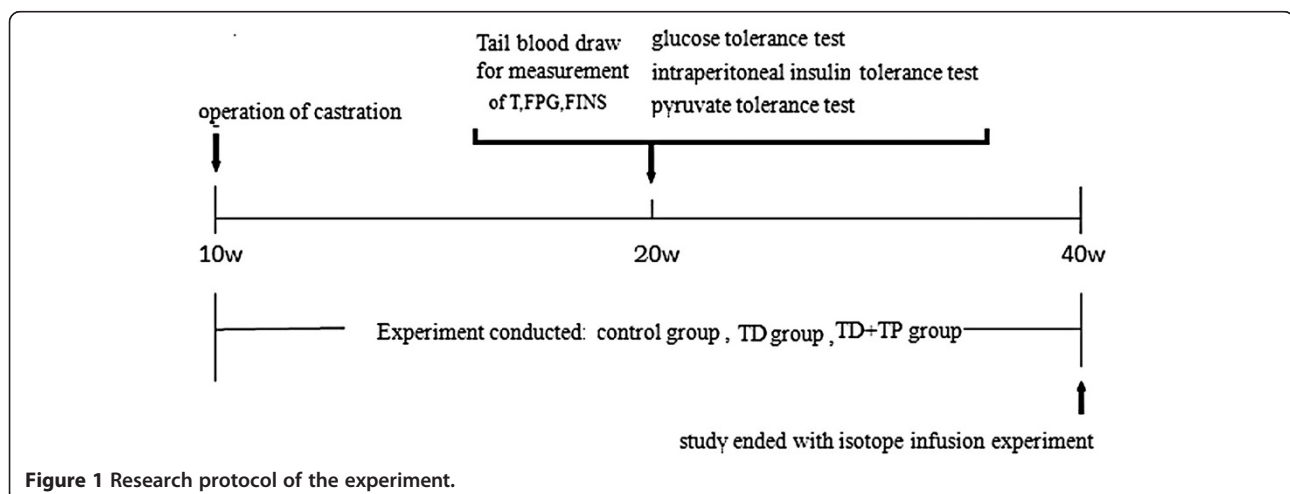 Tail blood draw
for measurement
of T,FPG,FINS
glucose tolerance test
intraperitoneal insulin tolerance test
pyruvate tolerance test
operation of castration
10w
20w
40w
Experiment conducted: control group , TD group ,TD+TP group
study ended with isotope infusion experiment
Figure 1 Research protocol of the experiment.